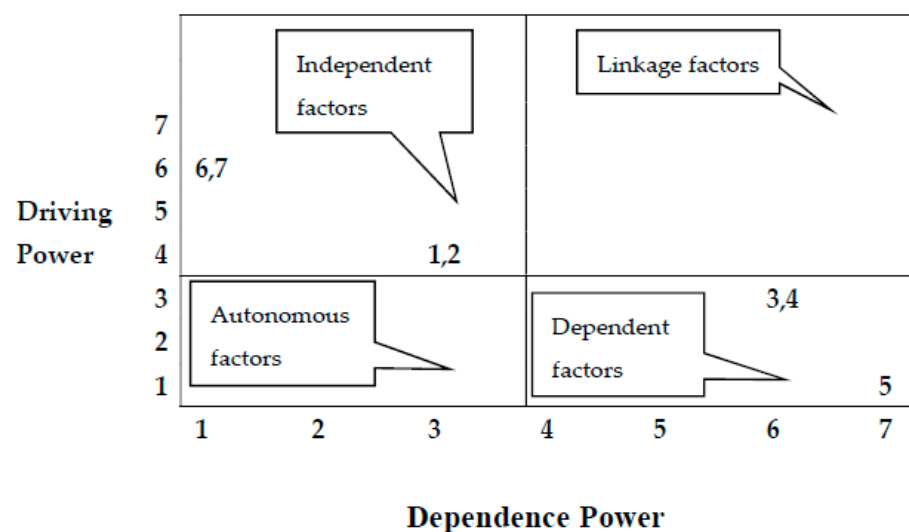 Independent
factors
Linkage factors
7
6 6,7
Driving 5
Power 4 1,2
3 3,4
Autonomous
factors
2
Dependent
factors
1 5
1 2 3 4 5 6 7
Dependence Power